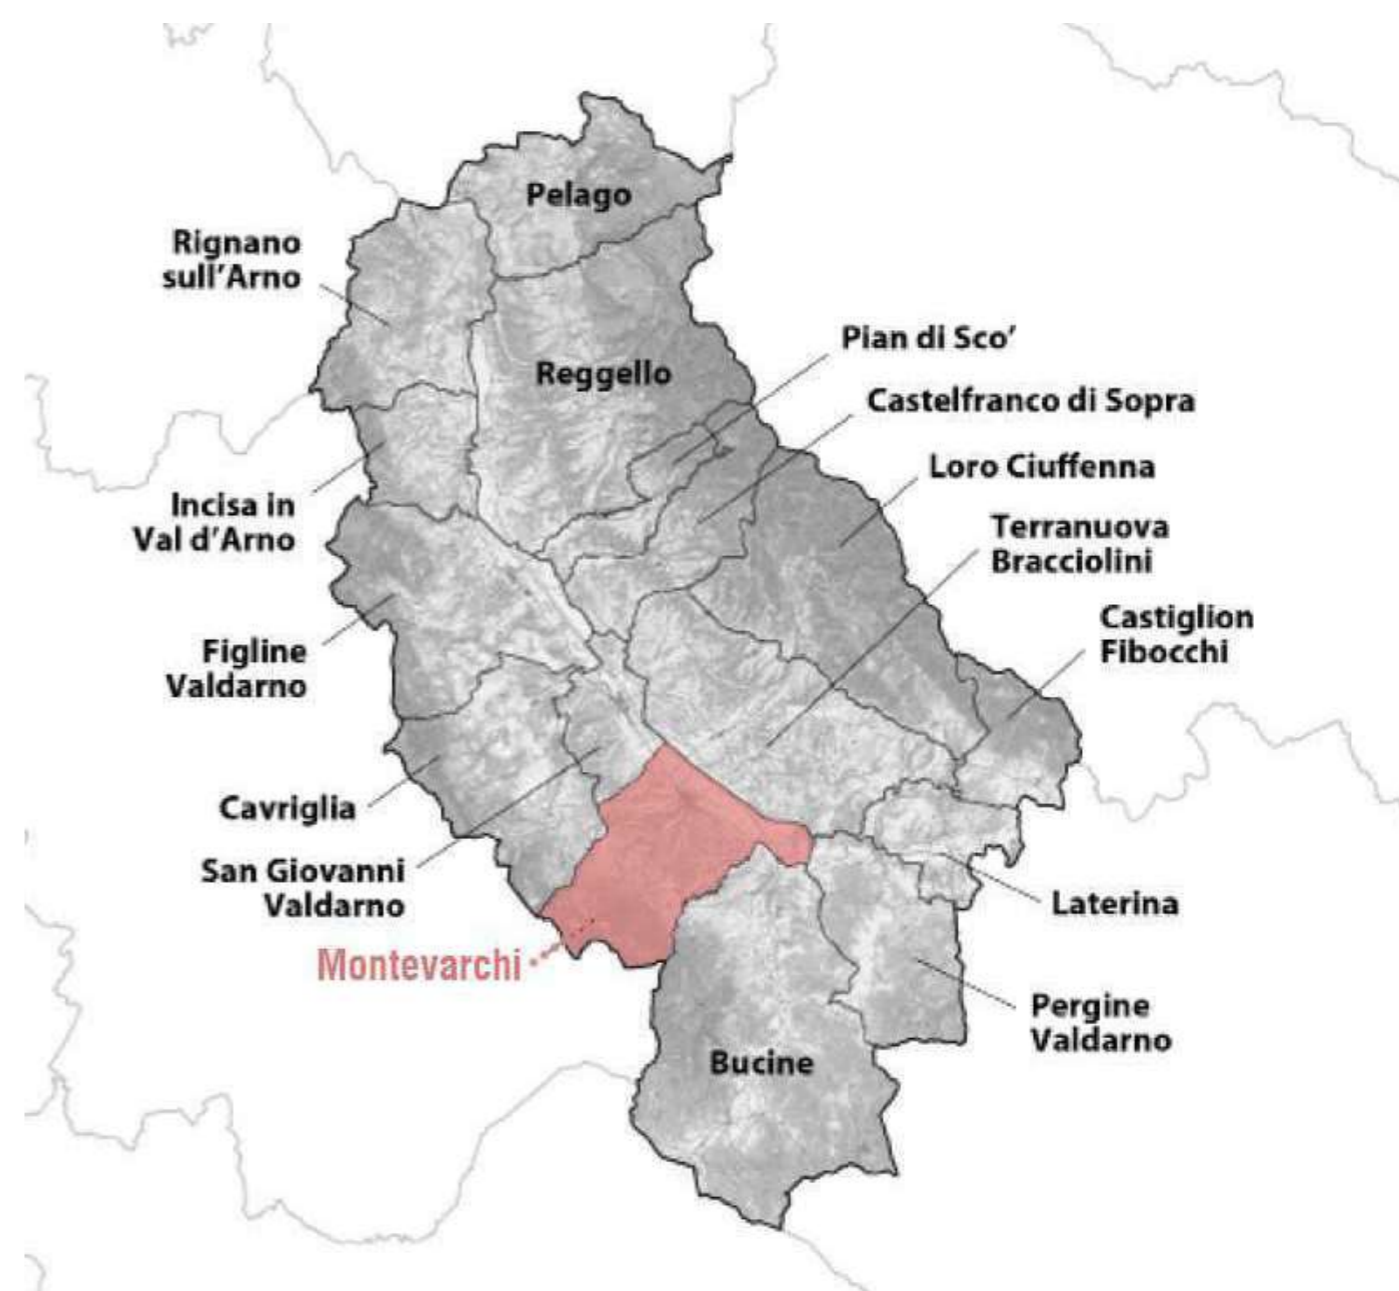 Pelago
Rignano
sull'Arno
Pian di Sco'
Reggello
Castelfranco di Sopra
Loro Ciuffenna
Incisa in
Val d'Arno
Terranuova
Bracciolini
Castiglion
Fibocchi
Figline
Valdarno
Cavriglia
San Giovanni
Valdarno
Laterina
Montevarchi
Pergine
Valdarno
Bucine